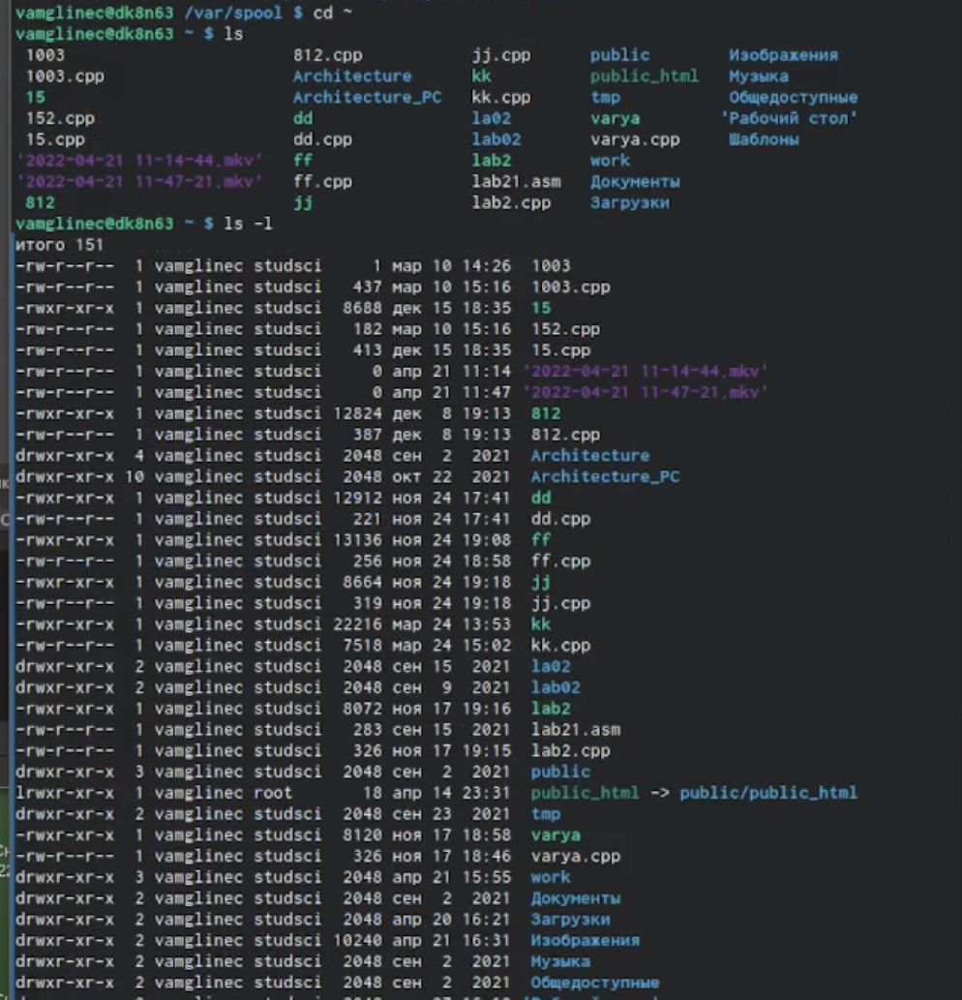 vamglinec@dk8n63 /var/spool $ cd ~
vamglinec@dk8n63 ~ $ ls
1003 812.cpp jj.cpp public Изображения
1003.cpp Architecture kk public_html Музыка
15 Architecture_PC kk.cpp tmp Общедоступные
152.cpp dd la02 varya 'Рабочий стол'
15.cpp dd.cpp lab02 varya.cpp Шаблоны
'2022-04-21 11-14-44.mkv' ff lab2 work
'2022-04-21 11-47-21.mkv' ff.cpp lab21.asm Документы
812 jj lab2.cpp Загрузки
vamglinec@dk8n63 ~ $ ls -l
итого 151
-rw-r--r-- 1 vamglinec studsci 1 мар 10 14:26 1003
-rw-r--r-- 1 vamglinec studsci 437 мар 10 15:16 1003.cpp
-rwxr-xr-x 1 vamglinec studsci 8688 дек 15 18:35 15
-rw-r--r-- 1 vamglinec studsci 182 мар 10 15:16 152.cpp
-rw-r--r-- 1 vamglinec studsci 413 дек 15 18:35 15.cpp
-rw-r--r-- 1 vamglinec studsci 0 апр 21 11:14 '2022-04-21 11-14-44.mkv'
-rw-r--r-- 1 vamglinec studsci 0 апр 21 11:47 '2022-04-21 11-47-21.mkv'
-rwxr-xr-x 1 vamglinec studsci 12824 дек 8 19:13 812
-rw-r--r-- 1 vamglinec studsci 387 дек 8 19:13 812.cpp
drwxr-xr-x 4 vamglinec studsci 2048 сен 2 2021 Architecture
drwxr-xr-x 10 vamglinec studsci 2048 окт 22 2021 Architecture_PC
-rwxr-xr-x 1 vamglinec studsci 12912 ноя 24 17:41 dd
-rw-r--r-- 1 vamglinec studsci 221 ноя 24 17:41 dd.cpp
-rwxr-xr-x 1 vamglinec studsci 13136 ноя 24 19:08 ff
-rw-r--r-- 1 vamglinec studsci 256 ноя 24 18:58 ff.cpp
-rwxr-xr-x 1 vamglinec studsci 8664 ноя 24 19:18 jj
-rw-r--r-- 1 vamglinec studsci 319 ноя 24 19:18 jj.cpp
-rwxr-xr-x 1 vamglinec studsci 22216 мар 24 13:53 kk
-rw-r--r-- 1 vamglinec studsci 7518 мар 24 15:02 kk.cpp
drwxr-xr-x 2 vamglinec studsci 2048 сен 15 2021 la02
drwxr-xr-x 2 vamglinec studsci 2048 сен 9 2021 lab02
-rwxr-xr-x 1 vamglinec studsci 8072 ноя 17 19:16 lab2
-rw-r--r-- 1 vamglinec studsci 283 сен 15 2021 lab21.asm
-rw-r--r-- 1 vamglinec studsci 326 ноя 17 19:15 lab2.cpp
drwxr-xr-x 3 vamglinec studsci 2048 сен 2 2021 public
lrwxr-xr-x 1 vamglinec root 18 апр 14 23:31 public_html -> public/public_html
drwxr-xr-x 2 vamglinec studsci 2048 сен 23 2021 tmp
-rwxr-xr-x 1 vamglinec studsci 8120 ноя 17 18:58 varya
-rw-r--r-- 1 vamglinec studsci 326 ноя 17 18:46 varya.cpp
drwxr-xr-x 3 vamglinec studsci 2048 апр 21 15:55 work
drwxr-xr-x 2 vamglinec studsci 2048 сен 2 2021 Документы
drwxr-xr-x 2 vamglinec studsci 2048 апр 20 16:21 Загрузки
drwxr-xr-x 2 vamglinec studsci 10240 апр 21 16:31 Изображения
drwxr-xr-x 2 vamglinec studsci 2048 сен 2 2021 Музыка
drwxr-xr-x 2 vamglinec studsci 2048 сен 2 2021 Общедоступные